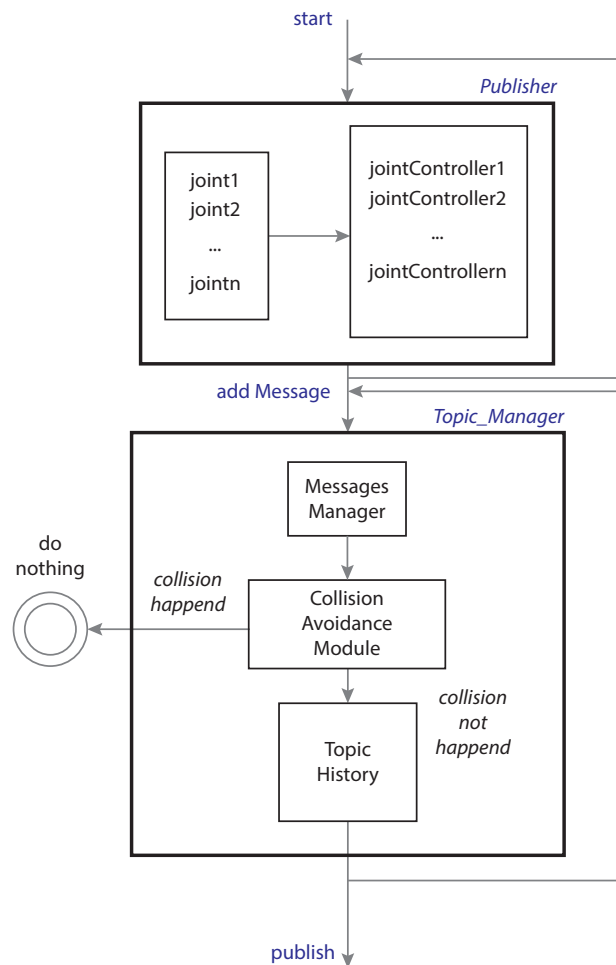 start
Publisher
joint1
joint2
...
jointn
jointController1
jointController2
...
jointControllern
add Message
Topic_Manager
Messages
Manager
do
nothing
collision
happend
Collision
Avoidance
Module
collision
not
happend
Topic
History
publish